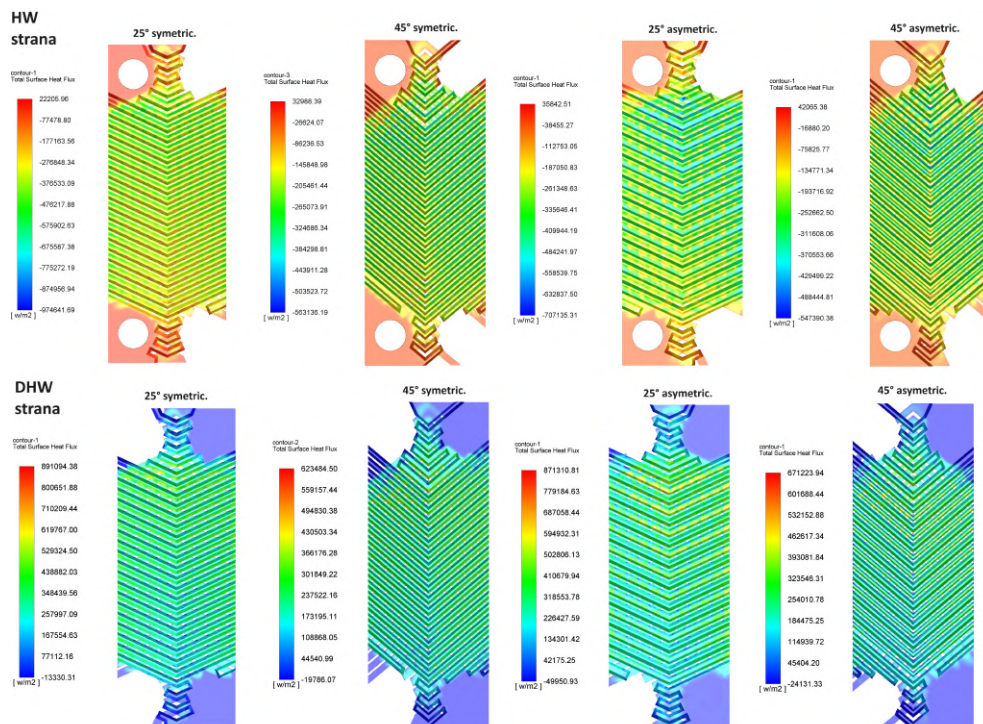 HW
strana
25° symetric.
45° symetric.
25° asymetric.
45° asymetric.
contour-1
Total Surface Heat Flux
22205.96
-77478.80
-177163.56
-276848.34
-376533.09
-476217.88
-575902.63
-675587.38
-775272.19
-874956.94
-974641.69
[ w/m2 ]
contour-3
Total Surface Heat Flux
32988.39
-26624.07
-86236.53
-145848.98
-205461.44
-265073.91
-324686.34
-384298.81
-443911.28
-503523.72
-563136.19
[ w/m2 ]
contour-1
Total Surface Heat Flux
35842.51
-38455.27
-112753.05
-187050.83
-261348.63
-335646.41
-409944.19
-484241.97
-558539.75
-632837.50
-707135.31
[ w/m2 ]
contour-1
Total Surface Heat Flux
42065.38
-16880.20
-75825.77
-134771.34
-193716.92
-252662.50
-311608.06
-370553.66
-429499.22
-488444.81
-547390.38
[ w/m2 ]
DHW
strana
25° symetric.
45° symetric.
25° asymetric.
45° asymetric.
contour-1
Total Surface Heat Flux
891094.38
800651.88
710209.44
619767.00
529324.50
438882.03
348439.56
257997.09
167554.63
77112.16
-13330.31
[ w/m2 ]
contour-2
Total Surface Heat Flux
623484.50
559157.44
494830.38
430503.34
366176.28
301849.22
237522.16
173195.11
108868.05
44540.99
-19786.07
[ w/m2 ]
contour-1
Total Surface Heat Flux
871310.81
779184.63
687058.44
594932.31
502806.13
410679.94
318553.78
226427.59
134301.42
42175.25
-49950.93
[ w/m2 ]
contour-1
Total Surface Heat Flux
671223.94
601688.44
532152.88
462617.34
393081.84
323546.31
254010.78
184475.25
114939.72
45404.20
-24131.33
[ w/m2 ]